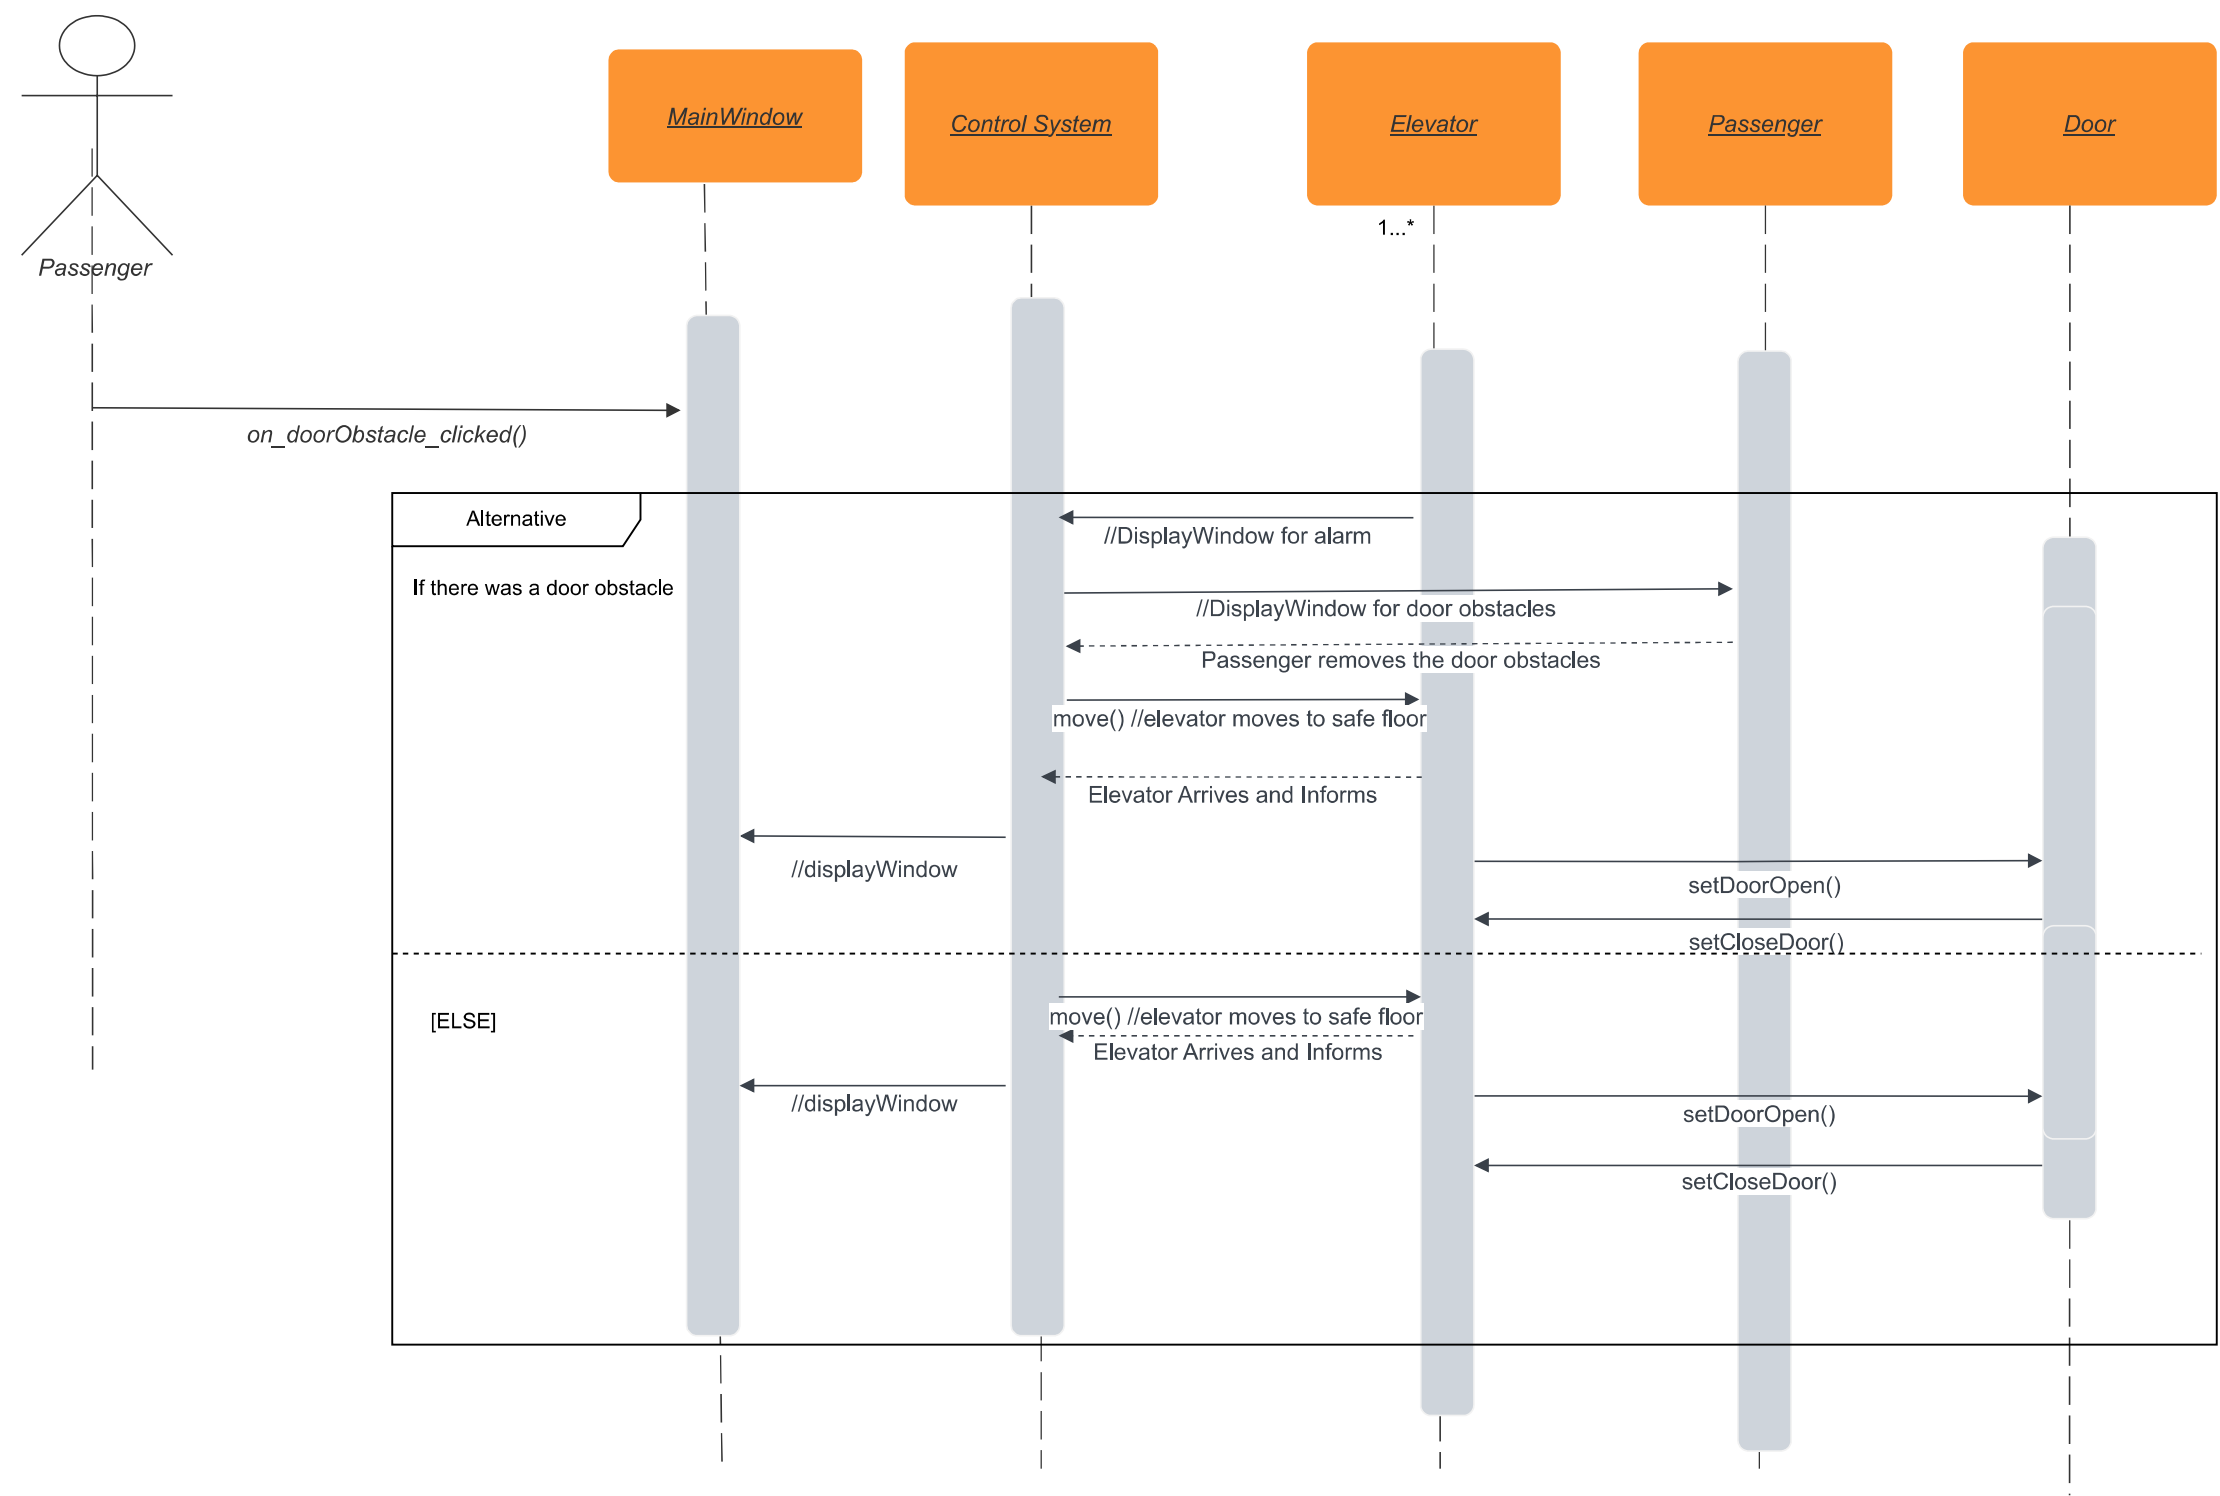 MainWindow
Control System
Elevator
Passenger
Door
1...*
Passenger
on_doorObstacle_clicked()
Alternative
//DisplayWindow for alarm
If there was a door obstacle
//DisplayWindow for door obstacles
Passenger removes the door obstacles
move() //elevator moves to safe floor
Elevator Arrives and Informs
//displayWindow
setDoorOpen()
setCloseDoor()
[ELSE]
move() //elevator moves to safe floor
Elevator Arrives and Informs
//displayWindow
setDoorOpen()
setCloseDoor()